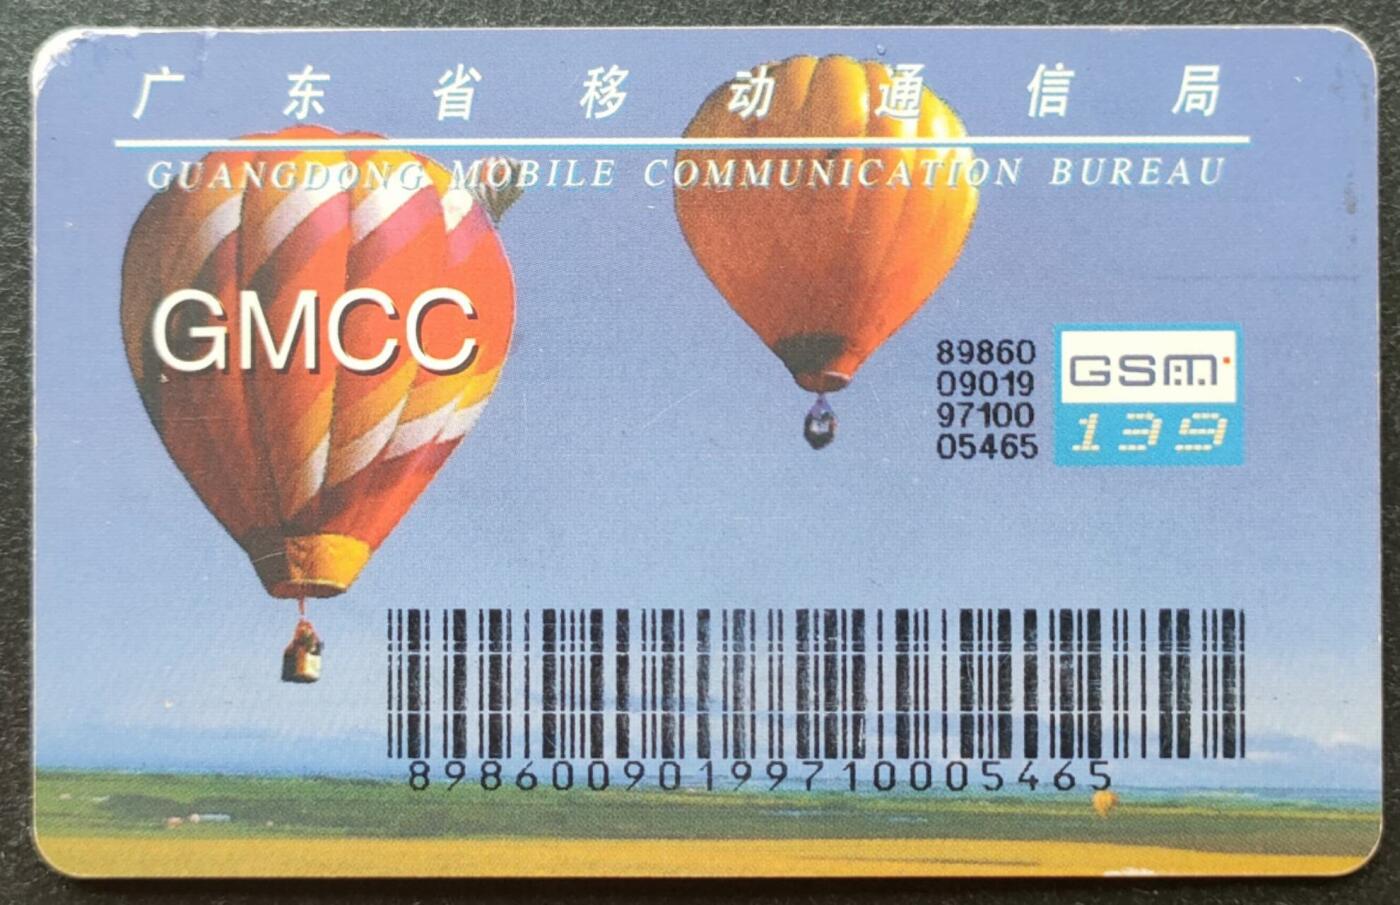 广东省移动通信局
GUANGDONG MOBILE COMMUNICATION BUREAU
GMCC
89860
09019
97100
05465
GSM
139
89860090199710005465